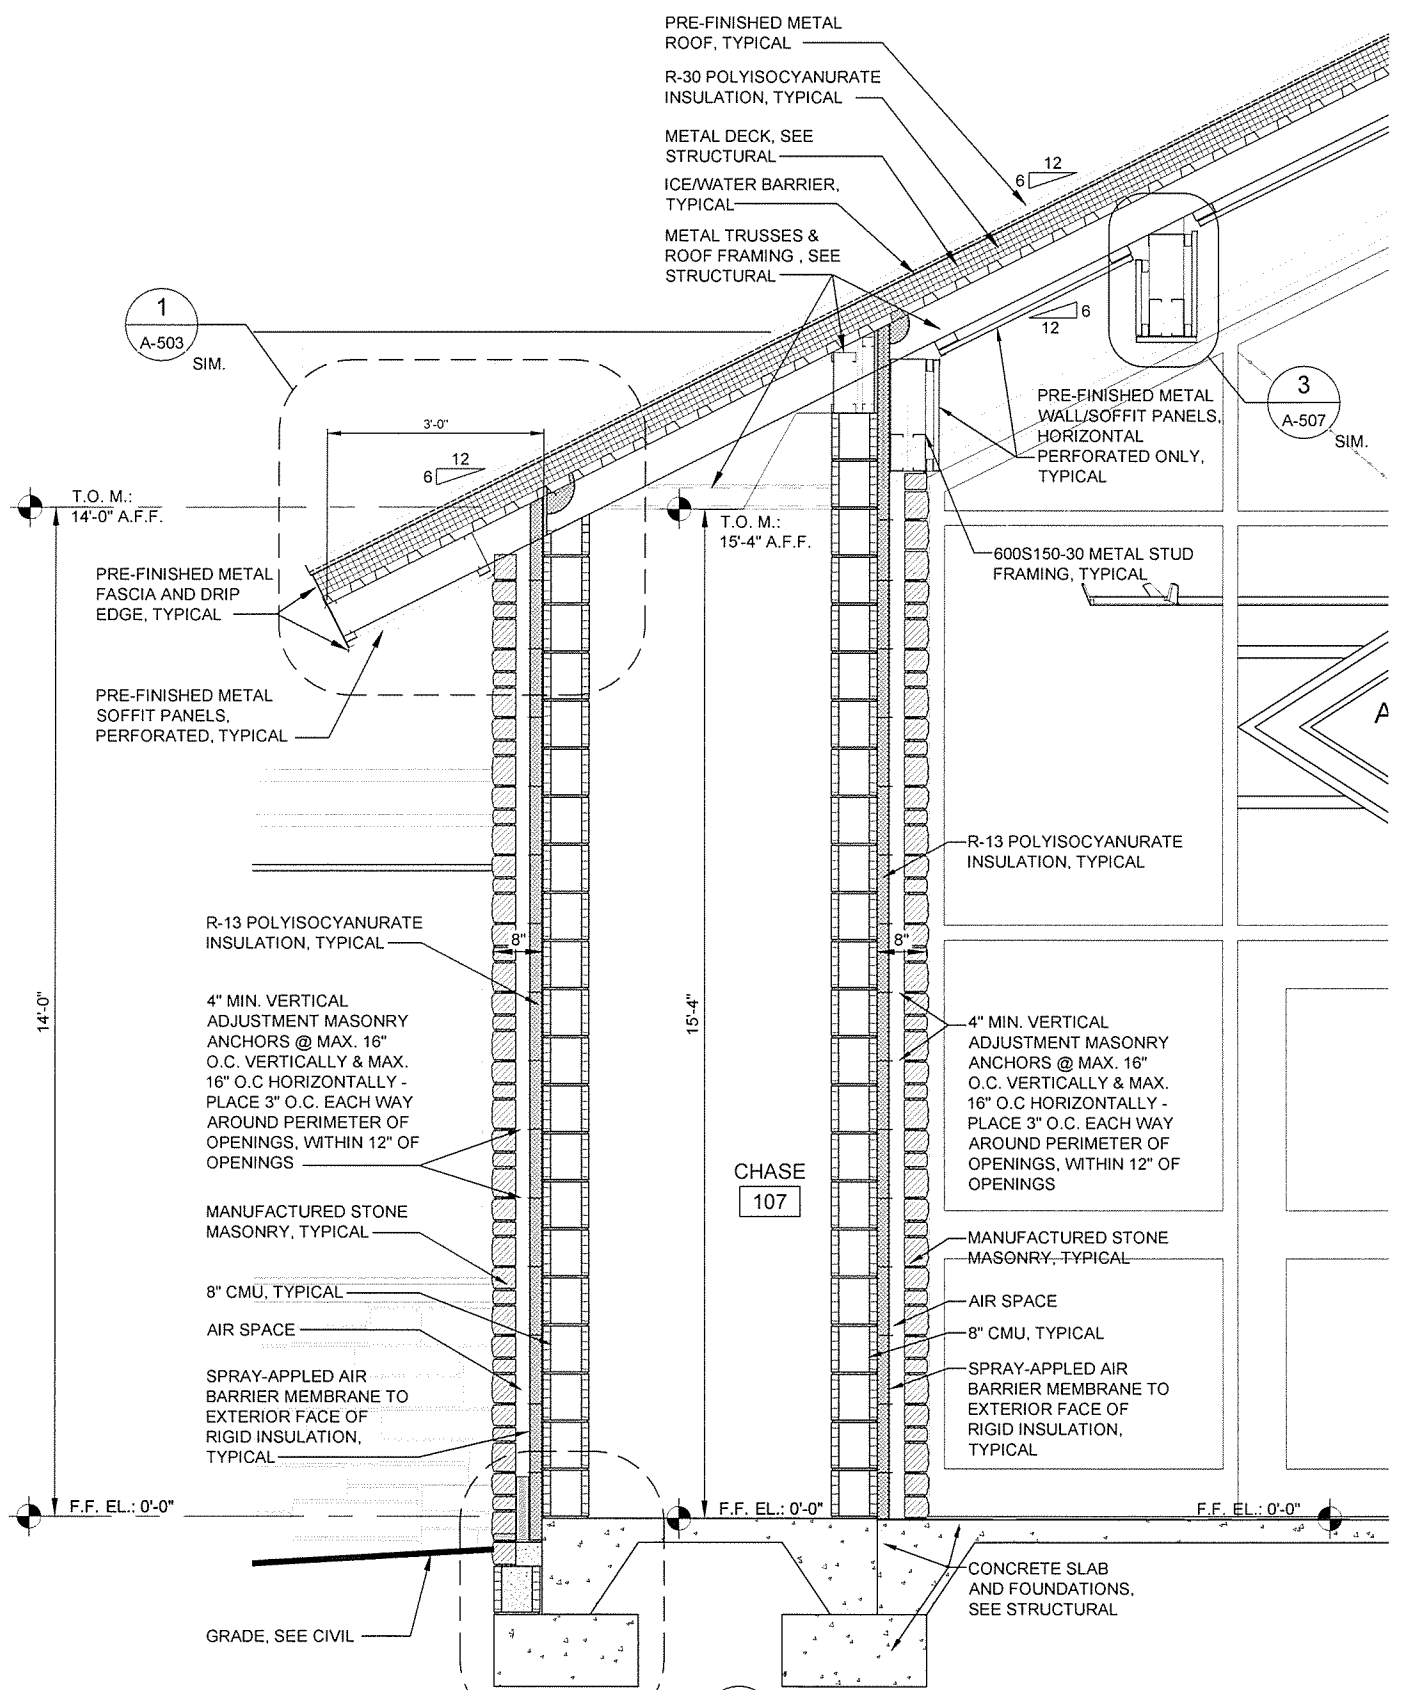 PRE-FINISHED METAL
ROOF, TYPICAL
R-30 POLYISOCYANURATE
INSULATION, TYPICAL
METAL DECK, SEE
STRUCTURAL
ICE/WATER BARRIER,
TYPICAL
METAL TRUSSES &
ROOF FRAMING , SEE
STRUCTURAL
12
6
6
12
1
A-503
SIM.
3'-0"
12
6
3
A-507
SIM.
PRE-FINISHED METAL
WALL/SOFFIT PANELS,
HORIZONTAL
PERFORATED ONLY,
TYPICAL
T.O. M.:
14'-0" A.F.F.
T.O. M.:
15'-4" A.F.F.
600S150-30 METAL STUD
FRAMING, TYPICAL
PRE-FINISHED METAL
FASCIA AND DRIP
EDGE, TYPICAL
PRE-FINISHED METAL
SOFFIT PANELS,
PERFORATED, TYPICAL
A
R-13 POLYISOCYANURATE
INSULATION, TYPICAL
R-13 POLYISOCYANURATE
INSULATION, TYPICAL
8"
8"
14'-0"
15'-4"
4" MIN. VERTICAL
ADJUSTMENT MASONRY
ANCHORS @ MAX. 16"
O.C. VERTICALLY & MAX.
16" O.C HORIZONTALLY -
PLACE 3" O.C. EACH WAY
AROUND PERIMETER OF
OPENINGS, WITHIN 12" OF
OPENINGS
4" MIN. VERTICAL
ADJUSTMENT MASONRY
ANCHORS @ MAX. 16"
O.C. VERTICALLY & MAX.
16" O.C HORIZONTALLY -
PLACE 3" O.C. EACH WAY
AROUND PERIMETER OF
OPENINGS, WITHIN 12" OF
OPENINGS
CHASE
107
MANUFACTURED STONE
MASONRY, TYPICAL
8" CMU, TYPICAL
AIR SPACE
SPRAY-APPLED AIR
BARRIER MEMBRANE TO
EXTERIOR FACE OF
RIGID INSULATION,
TYPICAL
MANUFACTURED STONE
MASONRY, TYPICAL
AIR SPACE
8" CMU, TYPICAL
SPRAY-APPLED AIR
BARRIER MEMBRANE TO
EXTERIOR FACE OF
RIGID INSULATION,
TYPICAL
F.F. EL.: 0'-0"
F.F. EL.: 0'-0"
F.F. EL.: 0'-0"
CONCRETE SLAB
AND FOUNDATIONS,
SEE STRUCTURAL
GRADE, SEE CIVIL